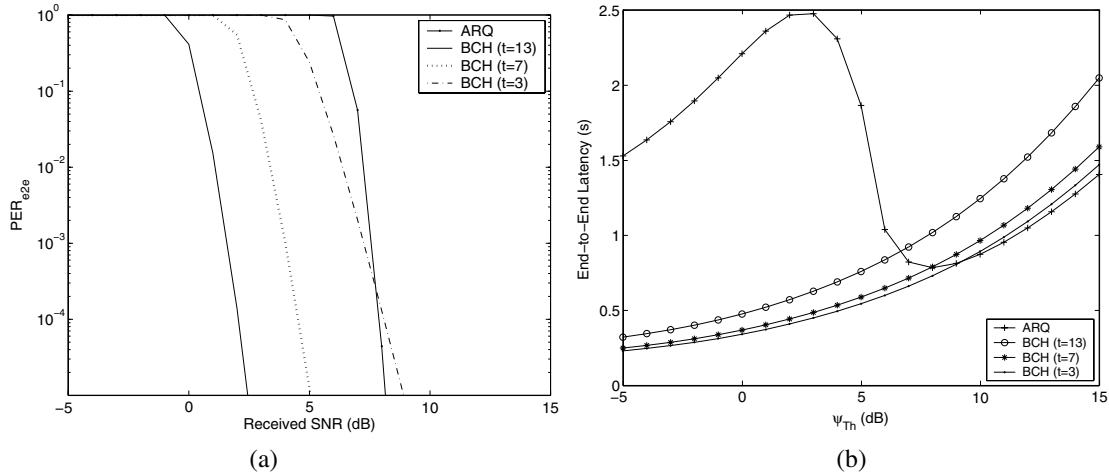 10⁰
10⁻¹
10⁻²
10⁻³
10⁻⁴
-5 0 5 10 15
PER_e2e
Received SNR (dB)
ARQ
BCH (t=13)
BCH (t=7)
BCH (t=3)
(a)
2.5
2
1.5
1
0.5
0
-5 0 5 10 15
End-to-End Latency (s)
Ψ_Th (dB)
ARQ
BCH (t=13)
BCH (t=7)
BCH (t=3)
(b)